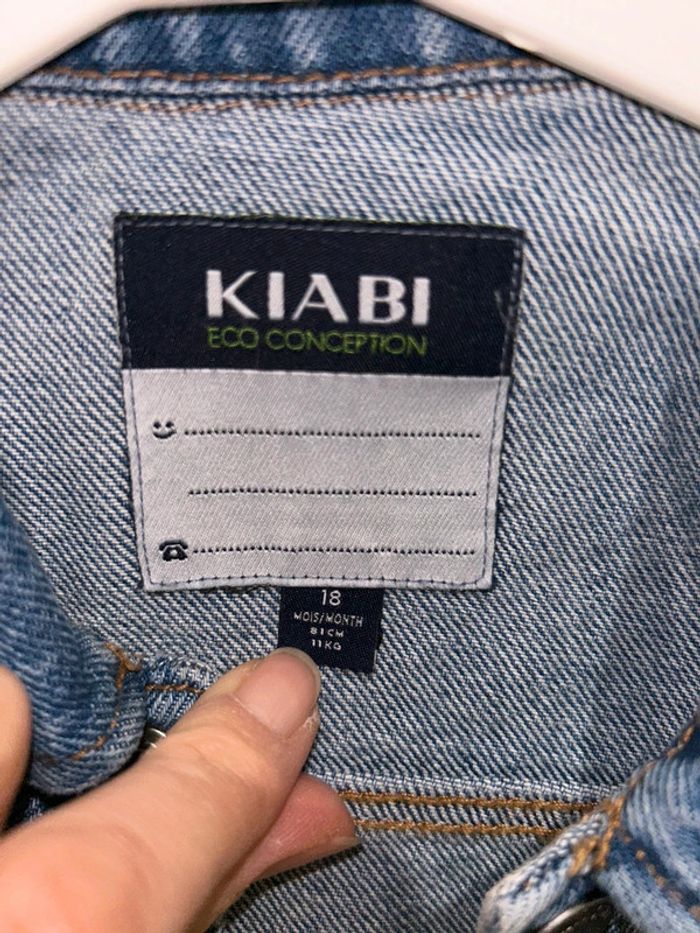 KIABI
ECO CONCEPTION
18
MOIS/MONTH
81CM
11KG